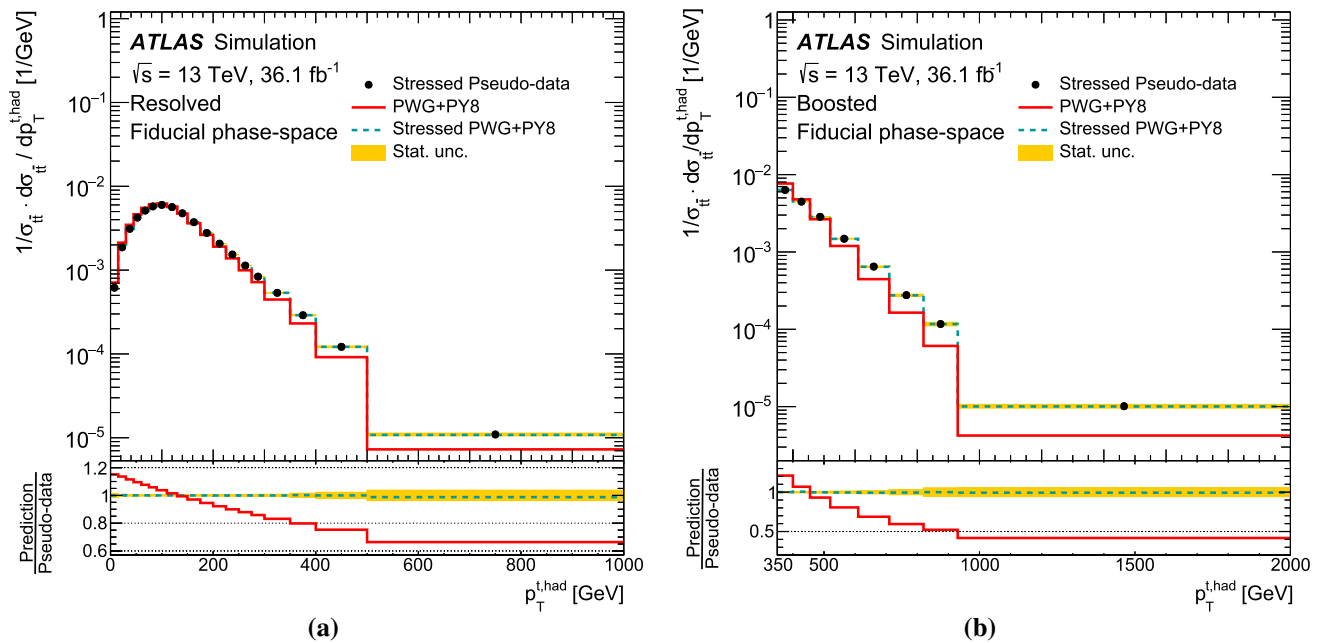 1/σ_tt̄ · dσ_tt̄ / dp_T^t,had [1/GeV]
1
10⁻¹
10⁻²
10⁻³
10⁻⁴
10⁻⁵
ATLAS Simulation
√s = 13 TeV, 36.1 fb⁻¹
Resolved
Fiducial phase-space
Stressed Pseudo-data
PWG+PY8
Stressed PWG+PY8
Stat. unc.
Prediction
Pseudo-data
1.2
1
0.8
0.6
0 200 400 600 800 1000
p_T^t,had [GeV]
(a)
1/σ_tt̄ · dσ_tt̄/dp_T^t,had [1/GeV]
1
10⁻¹
10⁻²
10⁻³
10⁻⁴
10⁻⁵
ATLAS Simulation
√s = 13 TeV, 36.1 fb⁻¹
Boosted
Fiducial phase-space
Stressed Pseudo-data
PWG+PY8
Stressed PWG+PY8
Stat. unc.
Prediction
Pseudo-data
1
0.5
350 500 1000 1500 2000
p_T^t,had [GeV]
(b)